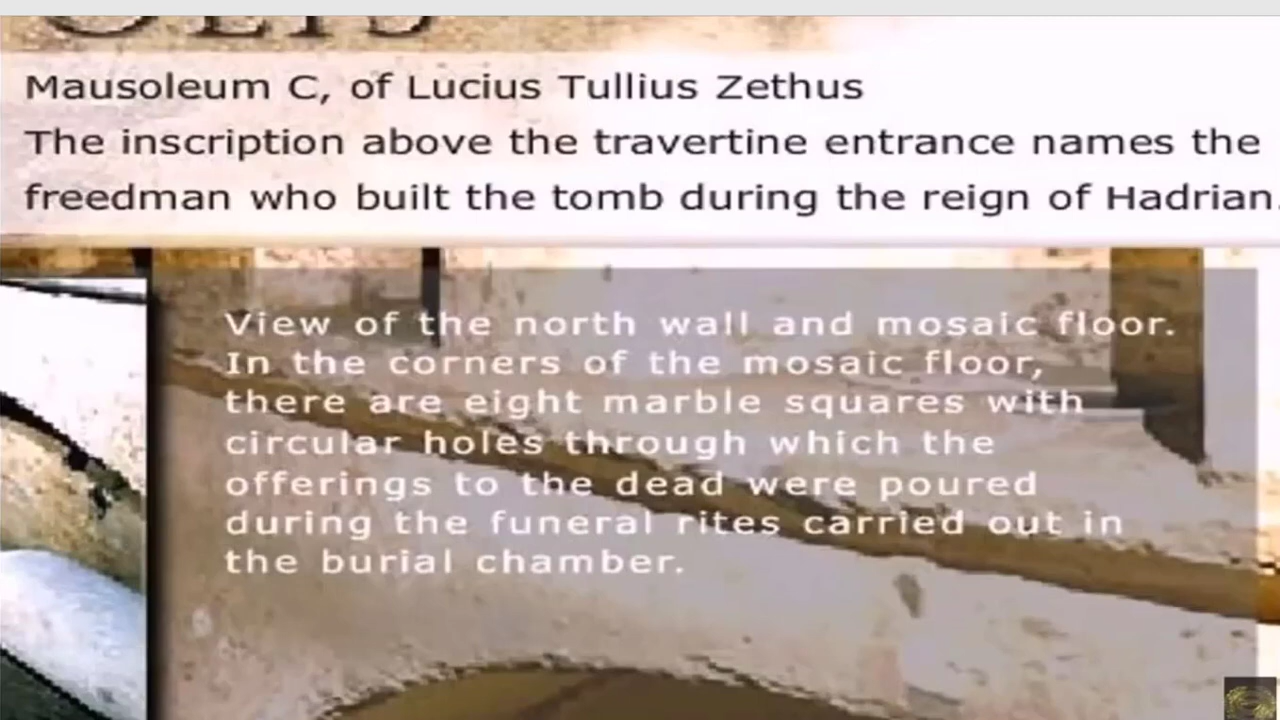 Mausoleum C, of Lucius Tullius Zethus
The inscription above the travertine entrance names the
freedman who built the tomb during the reign of Hadrian.
View of the north wall and mosaic floor.
In the corners of the mosaic floor,
there are eight marble squares with
circular holes through which the
offerings to the dead were poured
during the funeral rites carried out in
the burial chamber.